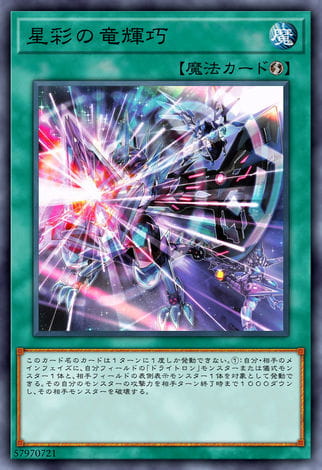 星彩の竜輝巧
魔
【魔法カード】
このカード名のカードは1ターンに1度しか発動できない。①:自分・相手のメ
インフェイズに、自分フィールドの「ドライトロン」モンスターまたは儀式モ
ンスター1体と、相手フィールドの表側表示モンスター1体を対象として発動で
きる。その自分のモンスターの攻撃力を相手ターン終了時まで1000ダウン
し、その相手モンスターを破壊する。
57970721